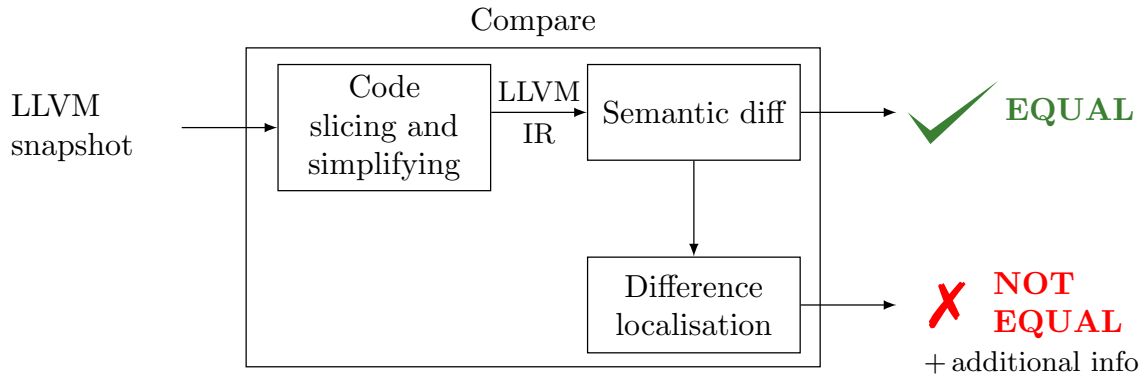 Compare
LLVM
snapshot
Code
slicing and
simplifying
LLVM
IR
Semantic diff
EQUAL
Difference
localisation
NOT
EQUAL
+ additional info